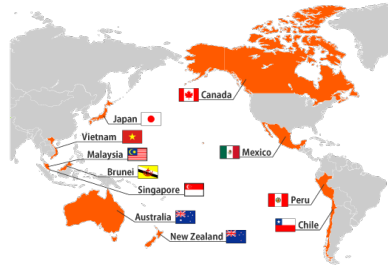 Canada
Japan
Vietnam
Mexico
Malaysia
Brunei
Singapore
Peru
Australia
Chile
New Zealand